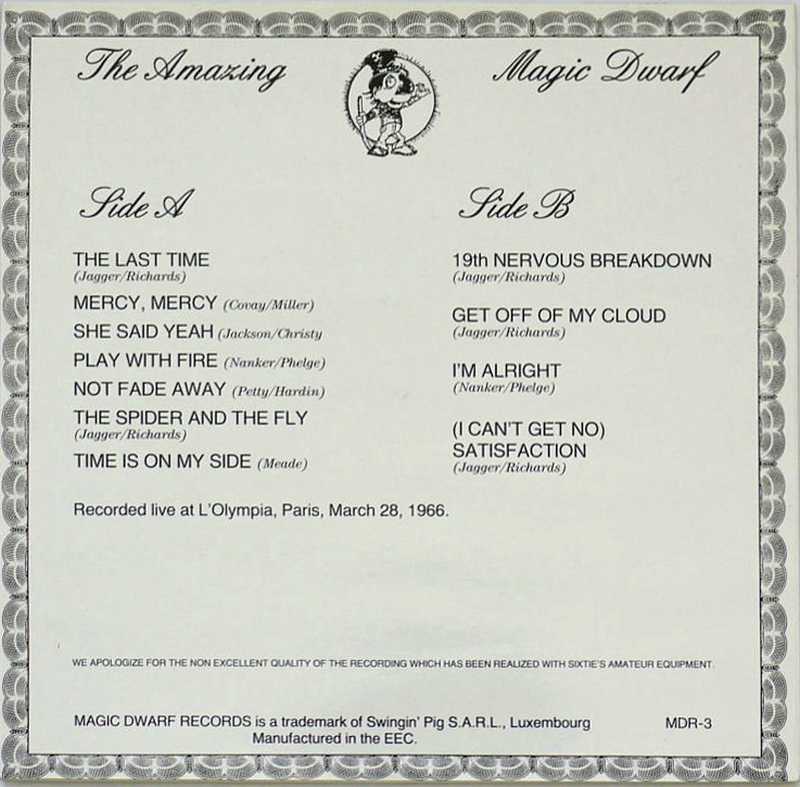 The Amazing Magic Dwarf
Side A
THE LAST TIME
(Jagger/Richards)
MERCY, MERCY (Covay/Miller)
SHE SAID YEAH (Jackson/Christy
PLAY WITH FIRE (Nanker/Phelge)
NOT FADE AWAY (Petty/Hardin)
THE SPIDER AND THE FLY
(Jagger/Richards)
TIME IS ON MY SIDE (Meade)
Side B
19th NERVOUS BREAKDOWN
(Jagger/Richards)
GET OFF OF MY CLOUD
(Jagger/Richards)
I'M ALRIGHT
(Nanker/Phelge)
(I CAN'T GET NO)
SATISFACTION
(Jagger/Richards)
Recorded live at L'Olympia, Paris, March 28, 1966.
WE APOLOGIZE FOR THE NON EXCELLENT QUALITY OF THE RECORDING WHICH HAS BEEN REALIZED WITH SIXTIE'S AMATEUR EQUIPMENT.
MAGIC DWARF RECORDS is a trademark of Swingin' Pig S.A.R.L., Luxembourg MDR-3
Manufactured in the EEC.